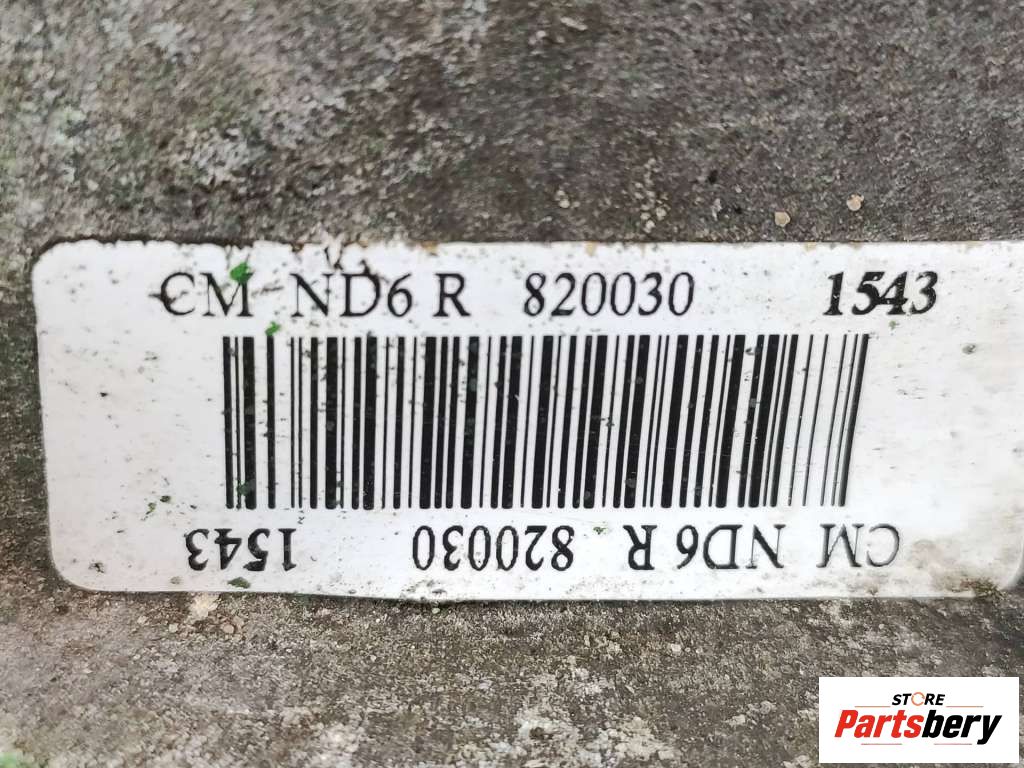 CM ND6 R 820030 1543
CM ND6 R 820030 1543
STORE
Partsbery